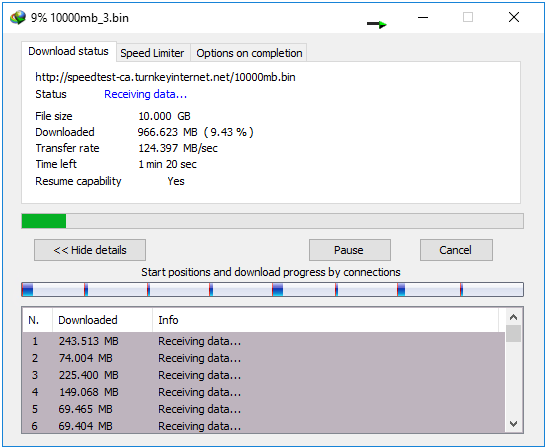 9% 10000mb_3.bin
Download status Speed Limiter Options on completion
http://speedtest-ca.turnkeyinternet.net/10000mb.bin
Status Receiving data...
File size 10.000 GB
Downloaded 966.623 MB ( 9.43 % )
Transfer rate 124.397 MB/sec
Time left 1 min 20 sec
Resume capability Yes
<< Hide details Pause Cancel
Start positions and download progress by connections
N. Downloaded Info
1 243.513 MB Receiving data...
2 74.004 MB Receiving data...
3 225.400 MB Receiving data...
4 149.068 MB Receiving data...
5 69.465 MB Receiving data...
6 69.404 MB Receiving data...